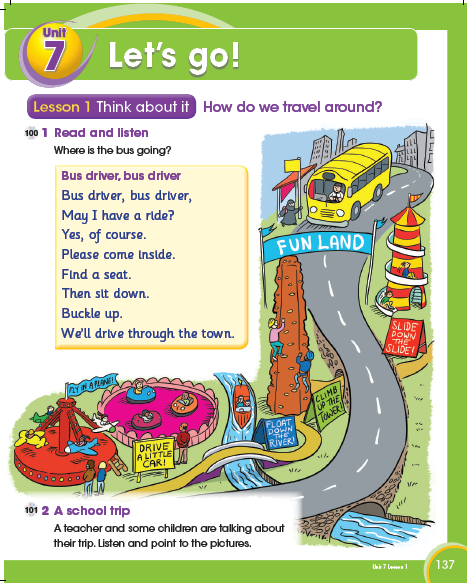 Unit
7
Let's go!
Lesson 1 Think about it How do we travel around?
100 1 Read and listen
Where is the bus going?
Bus driver, bus driver
Bus driver, bus driver,
May I have a ride?
Yes, of course.
Please come inside.
Find a seat.
Then sit down.
Buckle up.
We'll drive through the town.
FUN LAND
SLIDE
DOWN
THE
SLIDE!
FLY IN A PLANE!
CLIMB
UP THE
TOWER!
FLOAT
DOWN
THE
RIVER!
DRIVE
A LITTLE
CAR!
101 2 A school trip
A teacher and some children are talking about
their trip. Listen and point to the pictures.
Unit 7 Lesson 1
137